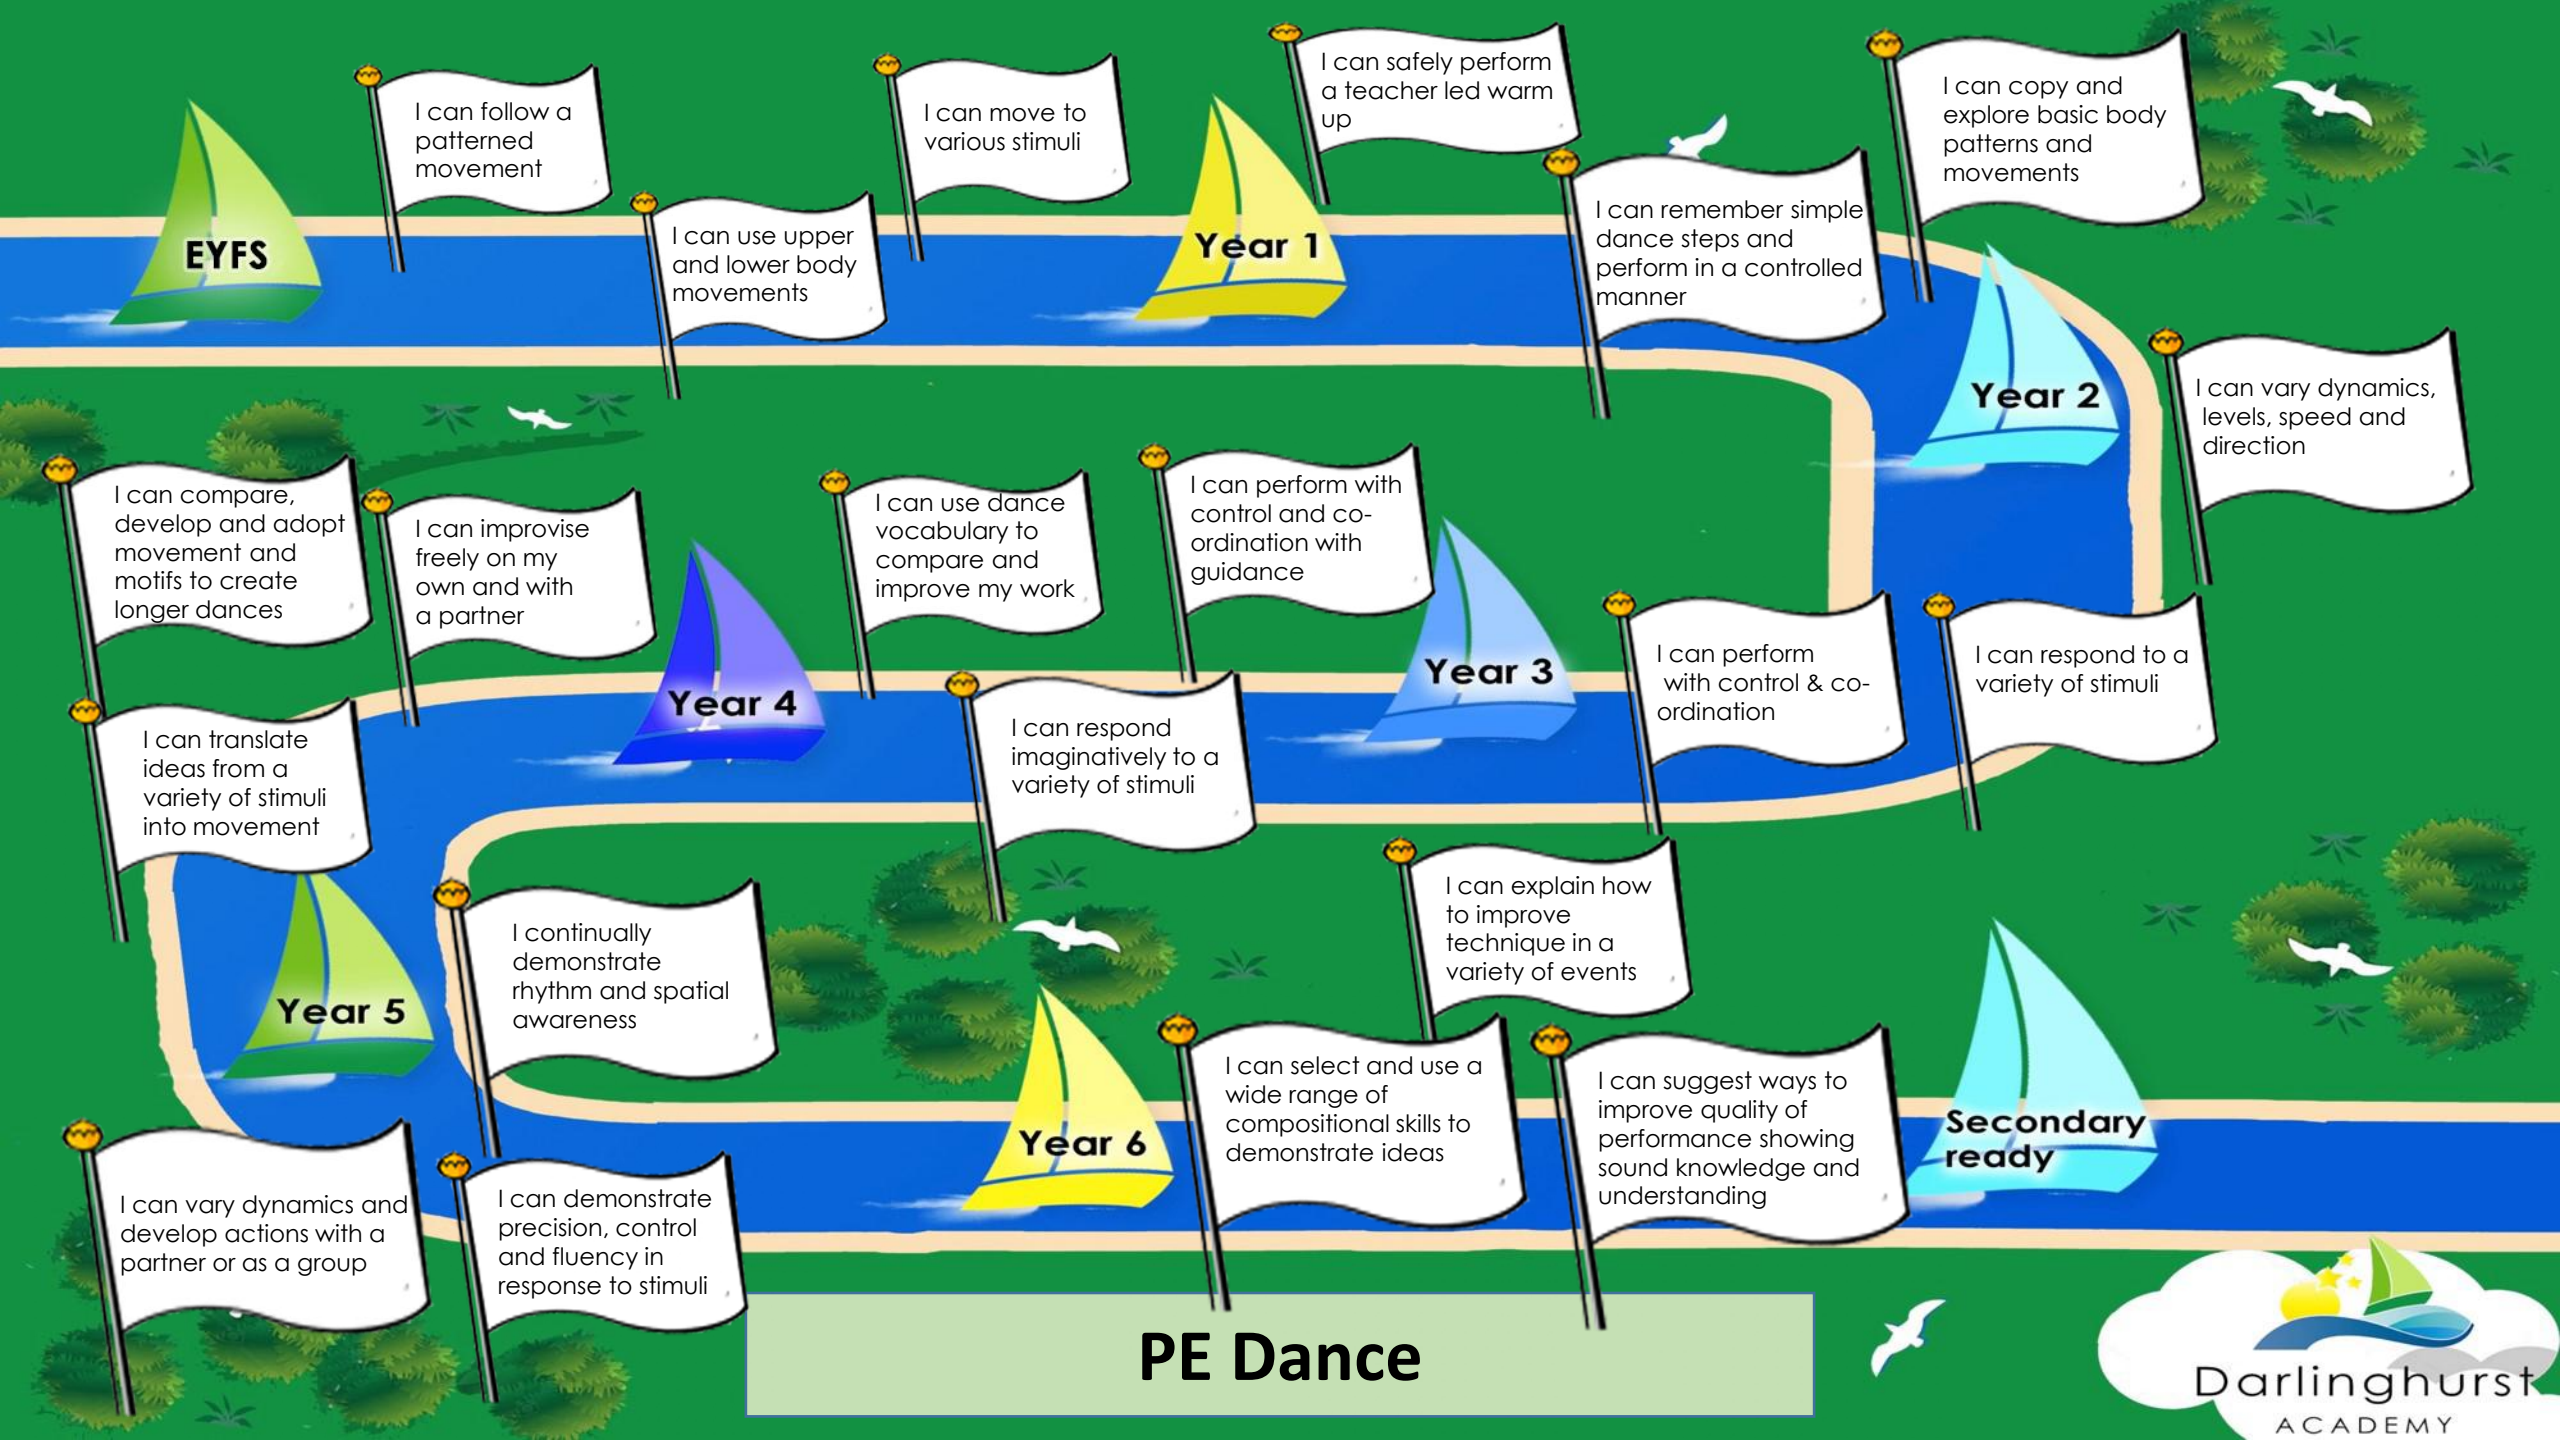 EYFS
I can follow a
patterned
movement
I can use upper
and lower body
movements
I can move to
various stimuli
Year 1
I can safely perform
a teacher led warm
up
I can remember simple
dance steps and
perform in a controlled
manner
I can copy and
explore basic body
patterns and
movements
Year 2
I can vary dynamics,
levels, speed and
direction
I can respond to a
variety of stimuli
I can perform
with control & co-
ordination
Year 3
I can perform with
control and co-
ordination with
guidance
I can respond
imaginatively to a
variety of stimuli
I can use dance
vocabulary to
compare and
improve my work
Year 4
I can improvise
freely on my
own and with
a partner
I can compare,
develop and adopt
movement and
motifs to create
longer dances
I can translate
ideas from a
variety of stimuli
into movement
Year 5
I continually
demonstrate
rhythm and spatial
awareness
I can vary dynamics and
develop actions with a
partner or as a group
I can demonstrate
precision, control
and fluency in
response to stimuli
Year 6
I can select and use a
wide range of
compositional skills to
demonstrate ideas
I can explain how
to improve
technique in a
variety of events
I can suggest ways to
improve quality of
performance showing
sound knowledge and
understanding
Secondary
ready
PE Dance
Darlinghurst
ACADEMY